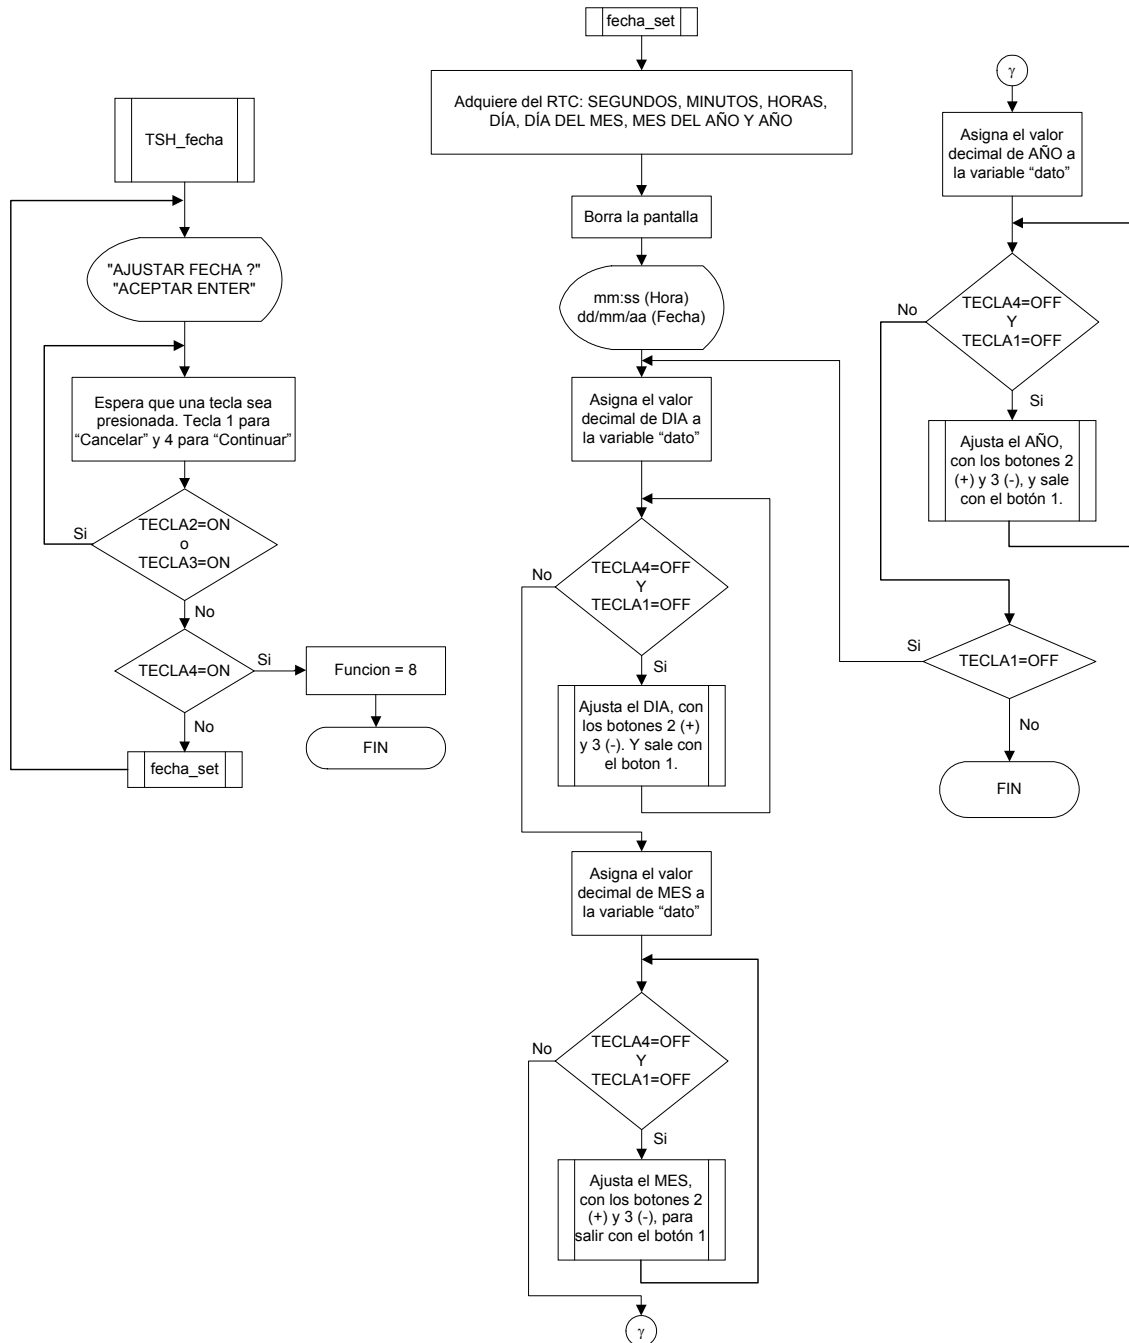 TSH_fecha
"AJUSTAR FECHA ?"
"ACEPTAR ENTER"
Espera que una tecla sea
presionada. Tecla 1 para
“Cancelar” y 4 para “Continuar”
TECLA2=ON
o
TECLA3=ON
Si
No
TECLA4=ON
Si
No
Funcion = 8
FIN
fecha_set
fecha_set
Adquiere del RTC: SEGUNDOS, MINUTOS, HORAS,
DÍA, DÍA DEL MES, MES DEL AÑO Y AÑO
Borra la pantalla
mm:ss (Hora)
dd/mm/aa (Fecha)
Asigna el valor
decimal de DIA a
la variable “dato”
TECLA4=OFF
Y
TECLA1=OFF
No
Si
Ajusta el DIA, con
los botones 2 (+)
y 3 (-). Y sale con
el boton 1.
Asigna el valor
decimal de MES a
la variable “dato”
TECLA4=OFF
Y
TECLA1=OFF
No
Si
Ajusta el MES,
con los botones 2
(+) y 3 (-), para
salir con el botón 1
γ
γ
Asigna el valor
decimal de AÑO a
la variable “dato”
TECLA4=OFF
Y
TECLA1=OFF
No
Si
Ajusta el AÑO,
con los botones 2
(+) y 3 (-), y sale
con el botón 1.
TECLA1=OFF
Si
No
FIN